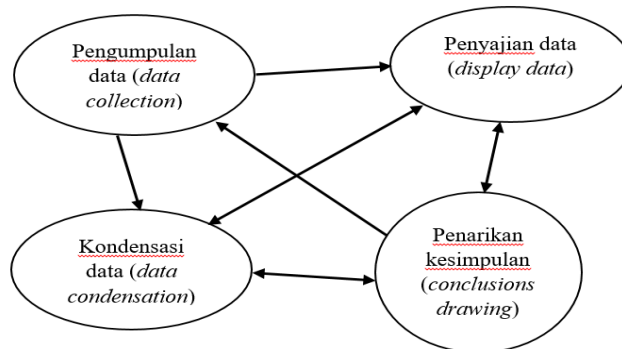 Pengumpulan
data (data
collection)
Penyajian data
(display data)
Kondensasi
data (data
condensation)
Penarikan
kesimpulan
(conclusions
drawing)